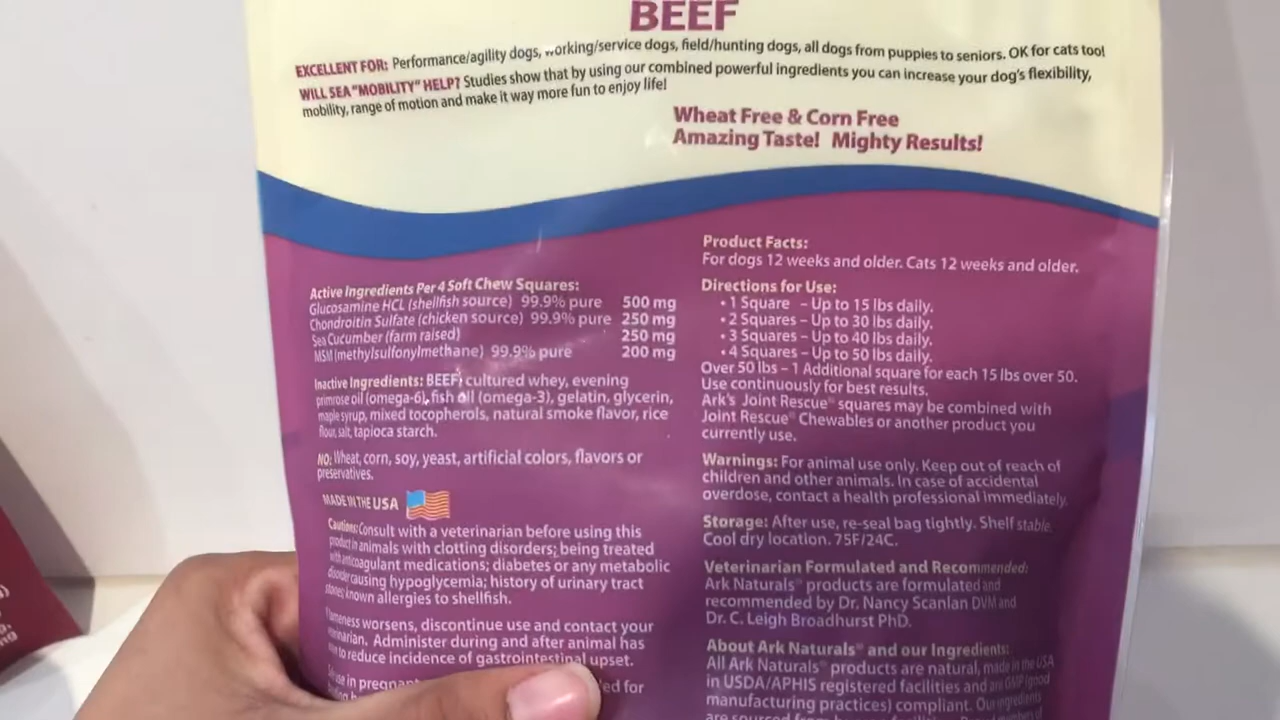 BEEF
EXCELLENT FOR: Performance/agility dogs, working/service dogs, field/hunting dogs, all dogs from puppies to seniors. OK for cats too!
WILL SEA "MOBILITY" HELP? Studies show that by using our combined powerful ingredients you can increase your dog's flexibility,
mobility, range of motion and make it way more fun to enjoy life!
Wheat Free & Corn Free
Amazing Taste! Mighty Results!
Active Ingredients Per 4 Soft Chew Squares:
Glucosamine HCL (shellfish source) 99.9% pure 500 mg
Chondroitin Sulfate (chicken source) 99.9% pure 250 mg
Sea Cucumber (farm raised) 250 mg
MSM (methylsulfonylmethane) 99.9% pure 200 mg
Inactive Ingredients: BEEF, cultured whey, evening
primrose oil (omega-6), fish oil (omega-3), gelatin, glycerin,
maple syrup, mixed tocopherols, natural smoke flavor, rice
flour, salt, tapioca starch.
NO: Wheat, corn, soy, yeast, artificial colors, flavors or
preservatives.
MADE IN THE USA
Cautions: Consult with a veterinarian before using this
product in animals with clotting disorders; being treated
with anticoagulant medications; diabetes or any metabolic
disorder causing hypoglycemia; history of urinary tract
stones; known allergies to shellfish.
lameness worsens, discontinue use and contact your
Administer during and after animal has
to reduce incidence of gastrointestinal upset.
use in pregnant
for
Product Facts:
For dogs 12 weeks and older. Cats 12 weeks and older.
Directions for Use:
• 1 Square – Up to 15 lbs daily.
• 2 Squares – Up to 30 lbs daily.
• 3 Squares – Up to 40 lbs daily.
• 4 Squares – Up to 50 lbs daily.
Over 50 lbs – 1 Additional square for each 15 lbs over 50.
Use continuously for best results.
Ark's Joint Rescue® squares may be combined with
Joint Rescue® Chewables or another product you
currently use.
Warnings: For animal use only. Keep out of reach of
children and other animals. In case of accidental
overdose, contact a health professional immediately.
Storage: After use, re-seal bag tightly. Shelf stable.
Cool dry location. 75F/24C.
Veterinarian Formulated and Recommended:
Ark Naturals® products are formulated and
recommended by Dr. Nancy Scanlan DVM and
Dr. C. Leigh Broadhurst PhD.
About Ark Naturals® and our Ingredients:
All Ark Naturals® products are natural, made in the USA
in USDA/APHIS registered facilities and are GMP (good
manufacturing practices) compliant. Our ingredients
are sourced from